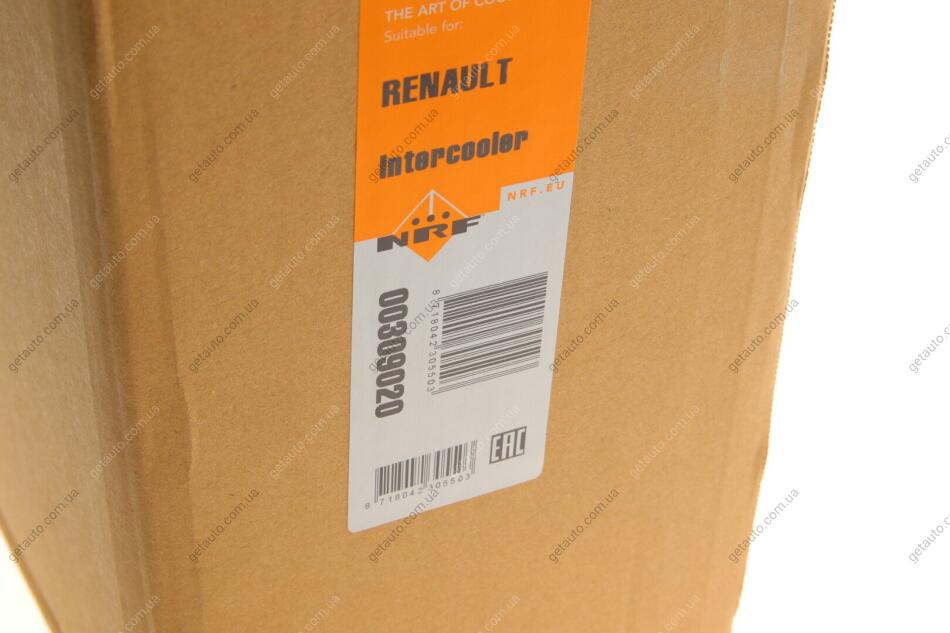 THE ART OF COO
Suitable for:
RENAULT
Intercooler
NRF.EU
NRF
00309020
8 718042 305503
EAC
8 718042 305503
getauto.com.ua